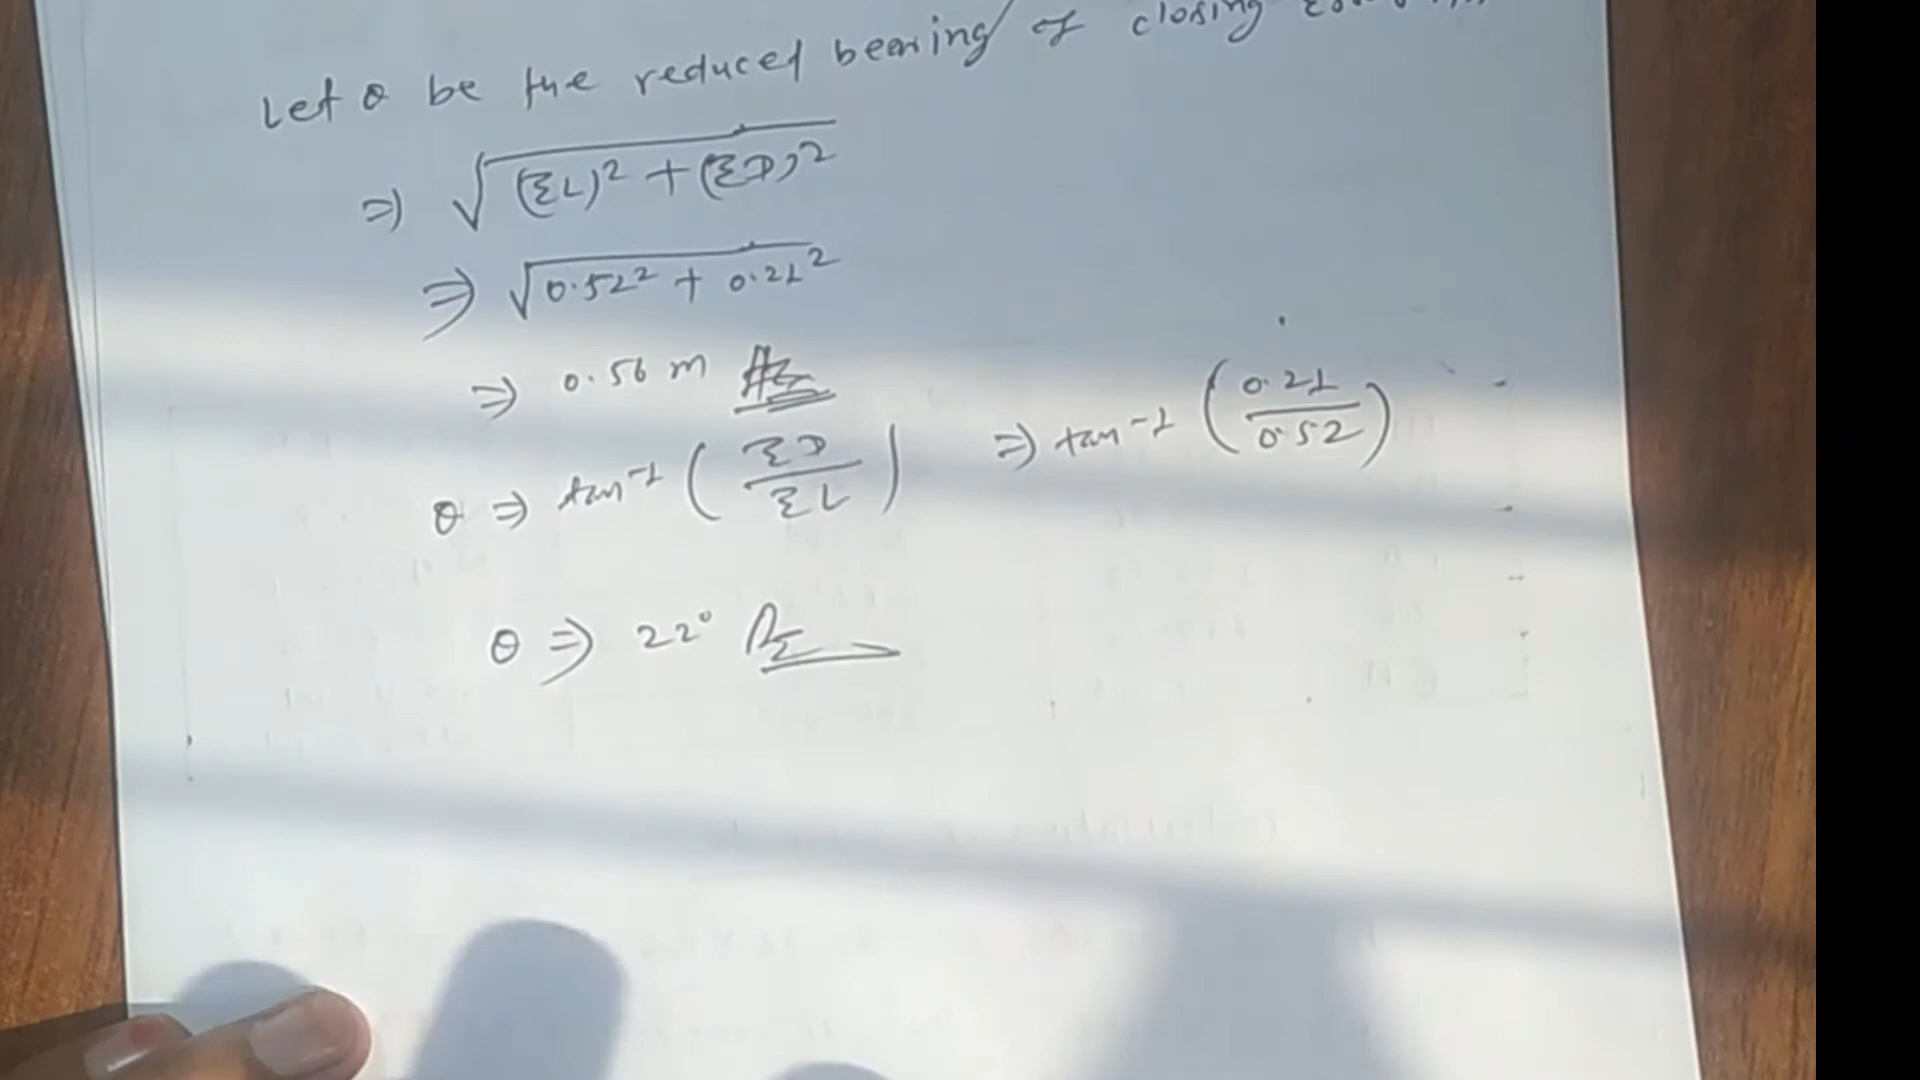 Let θ be the reduced bearing of closing
⇒ √(ΣL)² + (ΣD)²
⇒ √0.52² + 0.21²
⇒ 0.56 m
θ ⇒ tan⁻¹ (ΣD/ΣL) ⇒ tan⁻¹ (0.21/0.52)
θ ⇒ 22°